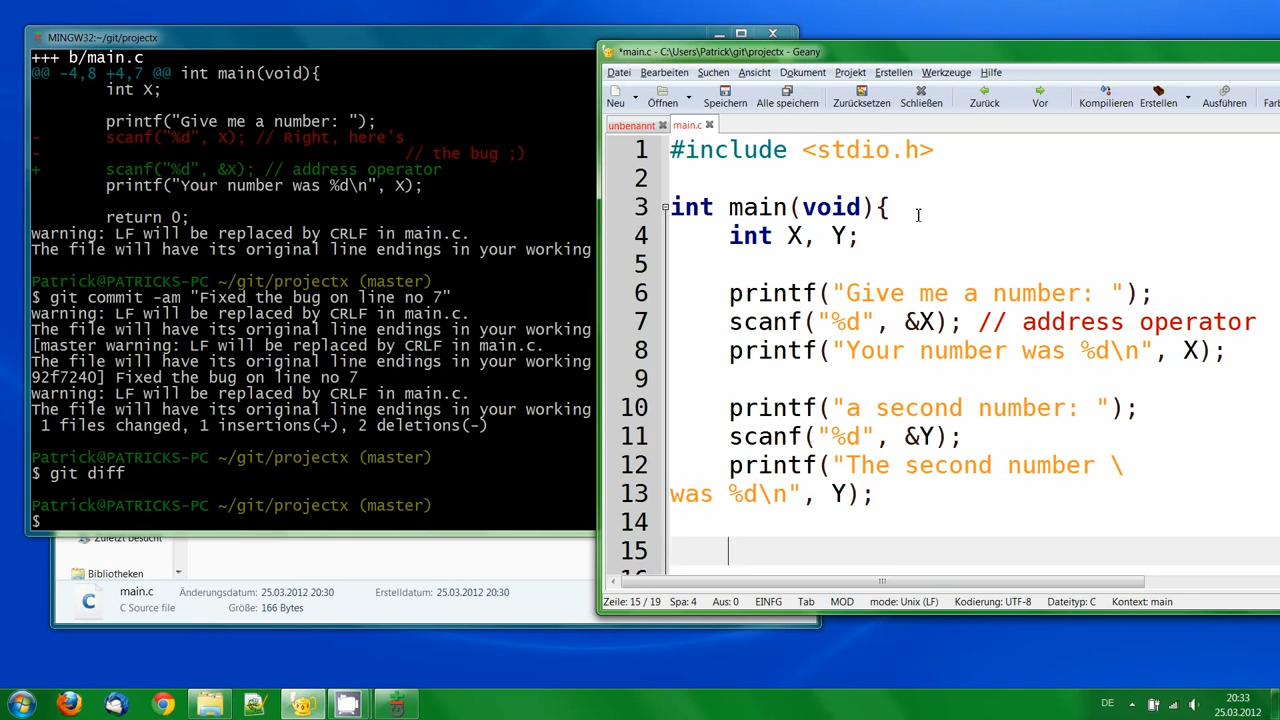 MINGW32:~/git/projectx
+++ b/main.c
@@ -4,8 +4,7 @@ int main(void){
int X;
printf("Give me a number: ");
- scanf("%d", X); // Right, here's
- // the bug ;)
+ scanf("%d", &X); // address operator
printf("Your number was %d\n", X);
return 0;
warning: LF will be replaced by CRLF in main.c.
The file will have its original line endings in your working
Patrick@PATRICKS-PC ~/git/projectx (master)
$ git commit -am "Fixed the bug on line no 7"
warning: LF will be replaced by CRLF in main.c.
The file will have its original line endings in your working
[master warning: LF will be replaced by CRLF in main.c.
The file will have its original line endings in your working
92f7240] Fixed the bug on line no 7
warning: LF will be replaced by CRLF in main.c.
The file will have its original line endings in your working
1 files changed, 1 insertions(+), 2 deletions(-)
Patrick@PATRICKS-PC ~/git/projectx (master)
$ git diff
Patrick@PATRICKS-PC ~/git/projectx (master)
$
Zuletzt besucht
Bibliotheken
main.c Änderungsdatum: 25.03.2012 20:30 Erstelldatum: 25.03.2012 20:30
C Source file Größe: 166 Bytes
C
*main.c - C:\Users\Patrick\git\projectx - Geany
Datei Bearbeiten Suchen Ansicht Dokument Projekt Erstellen Werkzeuge Hilfe
Neu Öffnen Speichern Alle speichern Zurücksetzen Schließen Zurück Vor Kompilieren Erstellen Ausführen
unbenannt main.c
1 #include <stdio.h>
2
3 int main(void){
4 int X, Y;
5
6 printf("Give me a number: ");
7 scanf("%d", &X); // address operator
8 printf("Your number was %d\n", X);
9
10 printf("a second number: ");
11 scanf("%d", &Y);
12 printf("The second number \
13 was %d\n", Y);
14
15
Zeile: 15 / 19 Spa: 4 Aus: 0 EINFG Tab MOD mode: Unix (LF) Kodierung: UTF-8 Dateityp: C Kontext: main
DE 20:33
25.03.2012